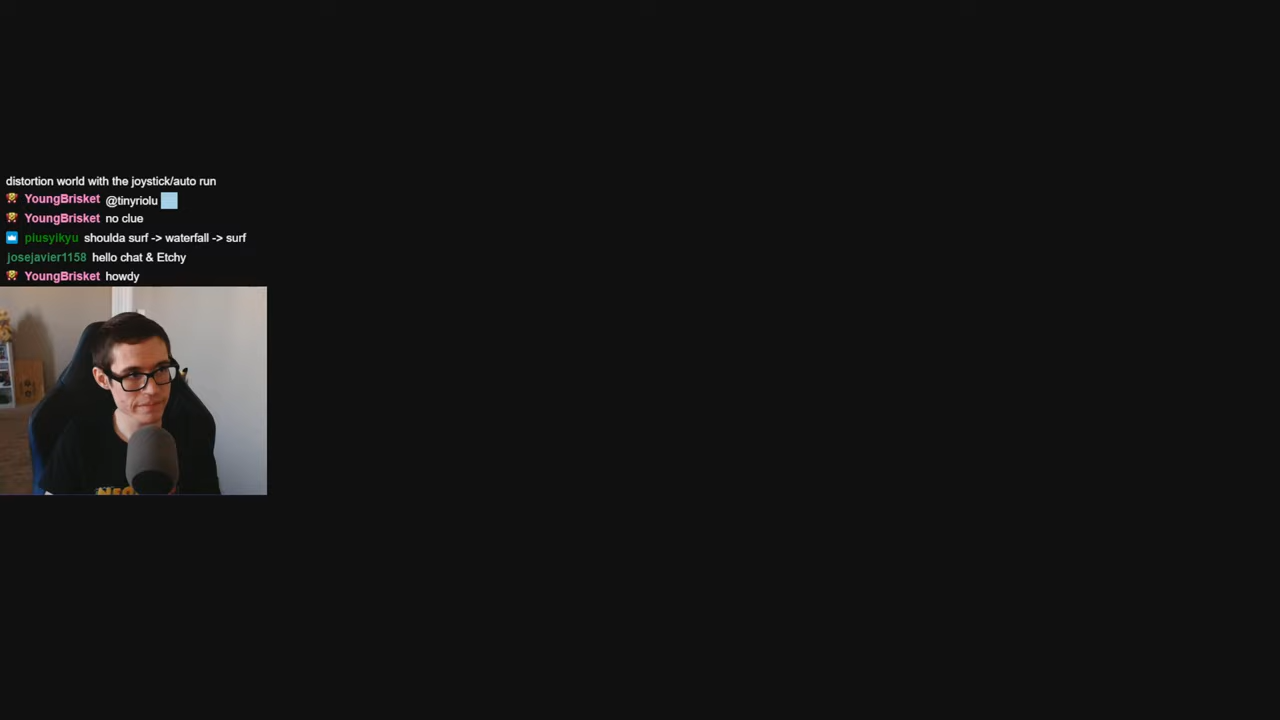 distortion world with the joystick/auto run
YoungBrisket @tinyriolu
YoungBrisket no clue
piusyikyu shoulda surf -> waterfall -> surf
josejavier1158 hello chat & Etchy
YoungBrisket howdy